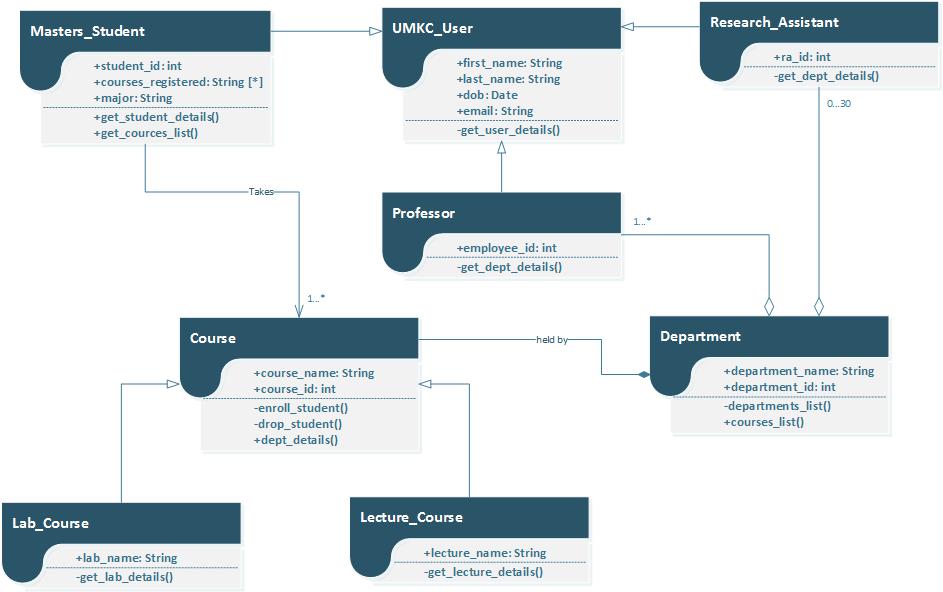 Masters_Student
+student_id: int
+courses_registered: String [*]
+major: String
+get_student_details()
+get_cources_list()
UMKC_User
+first_name: String
+last_name: String
+dob: Date
+email: String
-get_user_details()
Research_Assistant
+ra_id: int
-get_dept_details()
0...30
Takes
1...*
Professor
+employee_id: int
-get_dept_details()
1...*
Course
+course_name: String
+course_id: int
-enroll_student()
-drop_student()
+dept_details()
held by
Department
+department_name: String
+department_id: int
-departments_list()
+courses_list()
Lab_Course
+lab_name: String
-get_lab_details()
Lecture_Course
+lecture_name: String
-get_lecture_details()